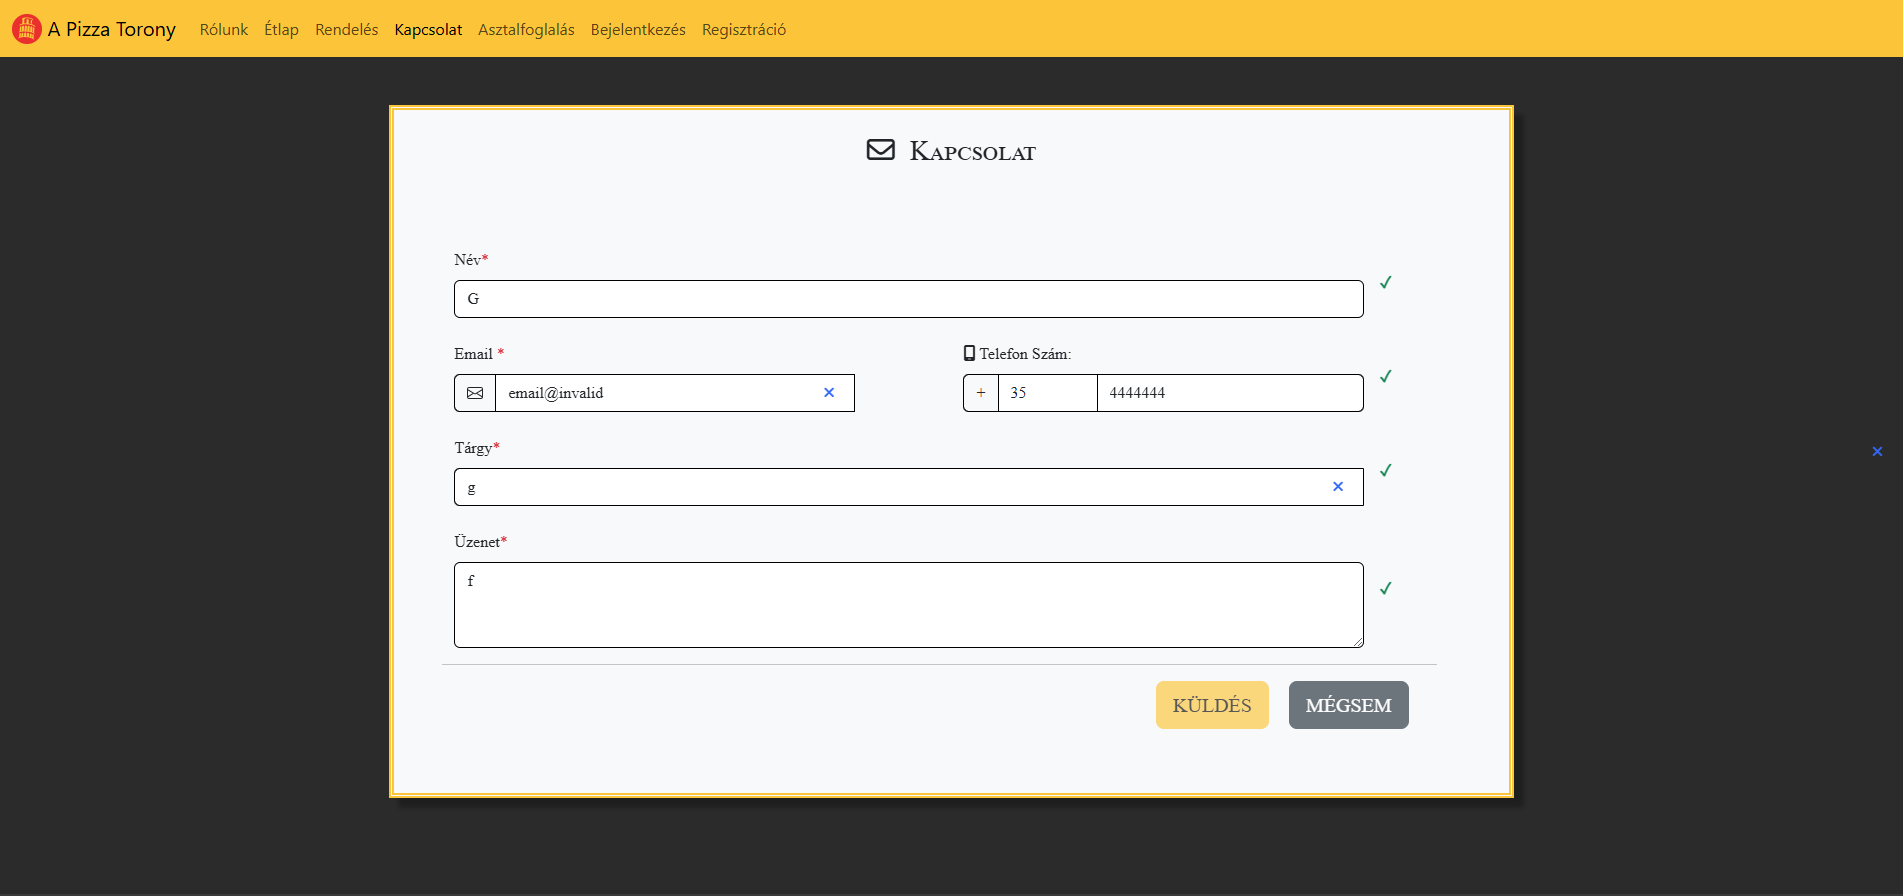 A Pizza Torony Rólunk Étlap Rendelés Kapcsolat Asztalfoglalás Bejelentkezés Regisztráció
Kapcsolat
Név*
G
Email * Telefon Szám:
email@invalid + 35 4444444
Tárgy*
g
Üzenet*
f
KÜLDÉS MÉGSEM